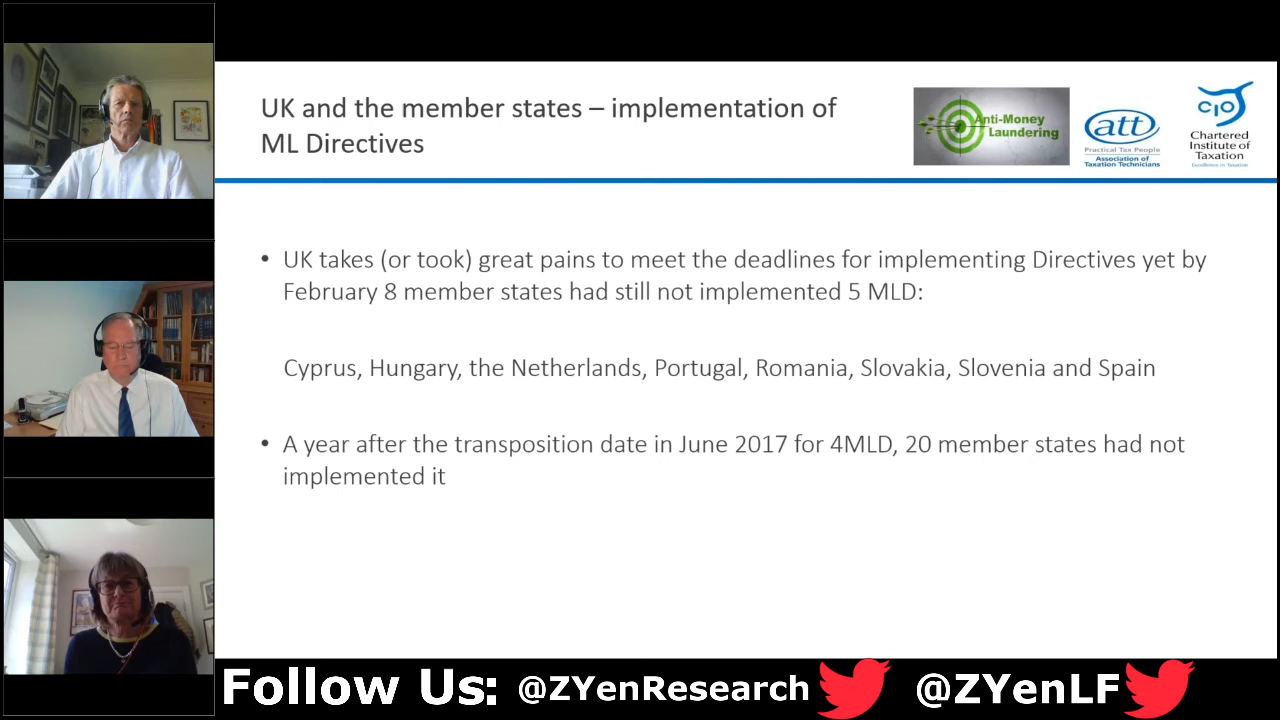 UK and the member states – implementation of
ML Directives
Anti-Money
Laundering
att
Practical Tax People
Association of
Taxation Technicians
CIOT
Chartered
Institute of
Taxation
Excellence in Taxation
• UK takes (or took) great pains to meet the deadlines for implementing Directives yet by
February 8 member states had still not implemented 5 MLD:
Cyprus, Hungary, the Netherlands, Portugal, Romania, Slovakia, Slovenia and Spain
• A year after the transposition date in June 2017 for 4MLD, 20 member states had not
implemented it
Follow Us: @ZYenResearch @ZYenLF